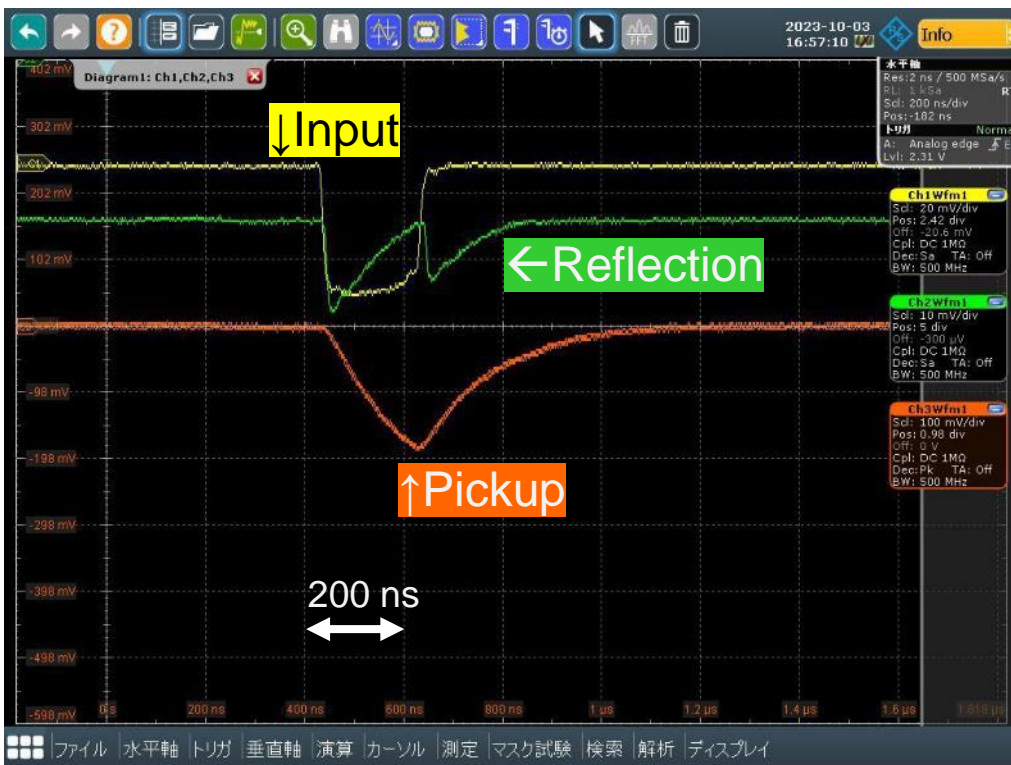 2023-10-03
16:57:10
Info
402 mV
Diagram1: Ch1,Ch2,Ch3
水平軸
Res:2 ns / 500 MSa/s
RL: 1 kSa
Scl: 200 ns/div
Pos:-182 ns
トリガ Norma
A: Analog edge
Lvl: 2.31 V
↓Input
302 mV
C1
202 mV
102 mV
←Reflection
Ch1Wfm1
Scl: 20 mV/div
Pos: 2.42 div
Off: -20.6 mV
Cpl: DC 1MΩ
Dec:Sa TA: Off
BW: 500 MHz
Ch2Wfm1
Scl: 10 mV/div
Pos: 5 div
Off: -300 µV
Cpl: DC 1MΩ
Dec:Sa TA: Off
BW: 500 MHz
-98 mV
Ch3Wfm1
Scl: 100 mV/div
Pos: 0.98 div
Off: 0 V
Cpl: DC 1MΩ
Dec:Pk TA: Off
BW: 500 MHz
-198 mV
↑Pickup
-298 mV
-398 mV
200 ns
-498 mV
-598 mV
0 s
200 ns
400 ns
600 ns
800 ns
1 µs
1.2 µs
1.4 µs
1.6 µs
1.818 µs
ファイル
水平軸
トリガ
垂直軸
演算
カーソル
測定
マスク試験
検索
解析
ディスプレイ